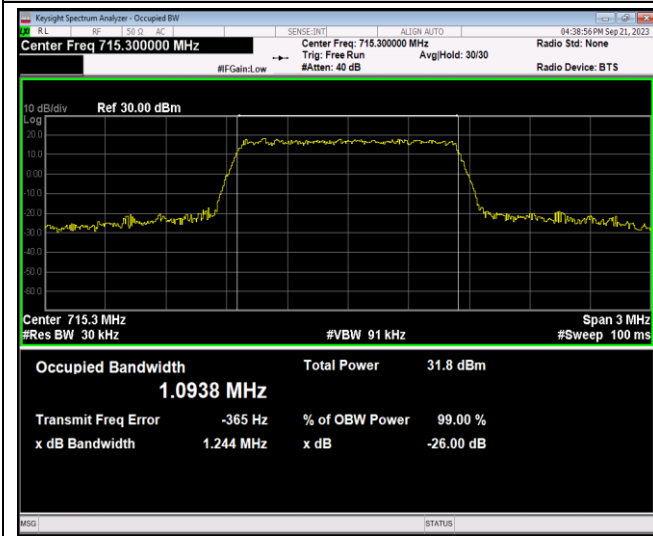 Keysight Spectrum Analyzer - Occupied BW
RL RF 50 Ω AC SENSE:INT ALIGN AUTO 04:38:56 PM Sep 21, 2023
Center Freq 715.300000 MHz Center Freq: 715.300000 MHz Radio Std: None
Trig: Free Run Avg|Hold: 30/30
#IFGain:Low #Atten: 40 dB Radio Device: BTS
10 dB/div Ref 30.00 dBm
Log
20.0
10.0
0.00
-10.0
-20.0
-30.0
-40.0
-50.0
-60.0
Center 715.3 MHz Span 3 MHz
#Res BW 30 kHz #VBW 91 kHz #Sweep 100 ms
Occupied Bandwidth Total Power 31.8 dBm
1.0938 MHz
Transmit Freq Error -365 Hz % of OBW Power 99.00 %
x dB Bandwidth 1.244 MHz x dB -26.00 dB
MSG STATUS